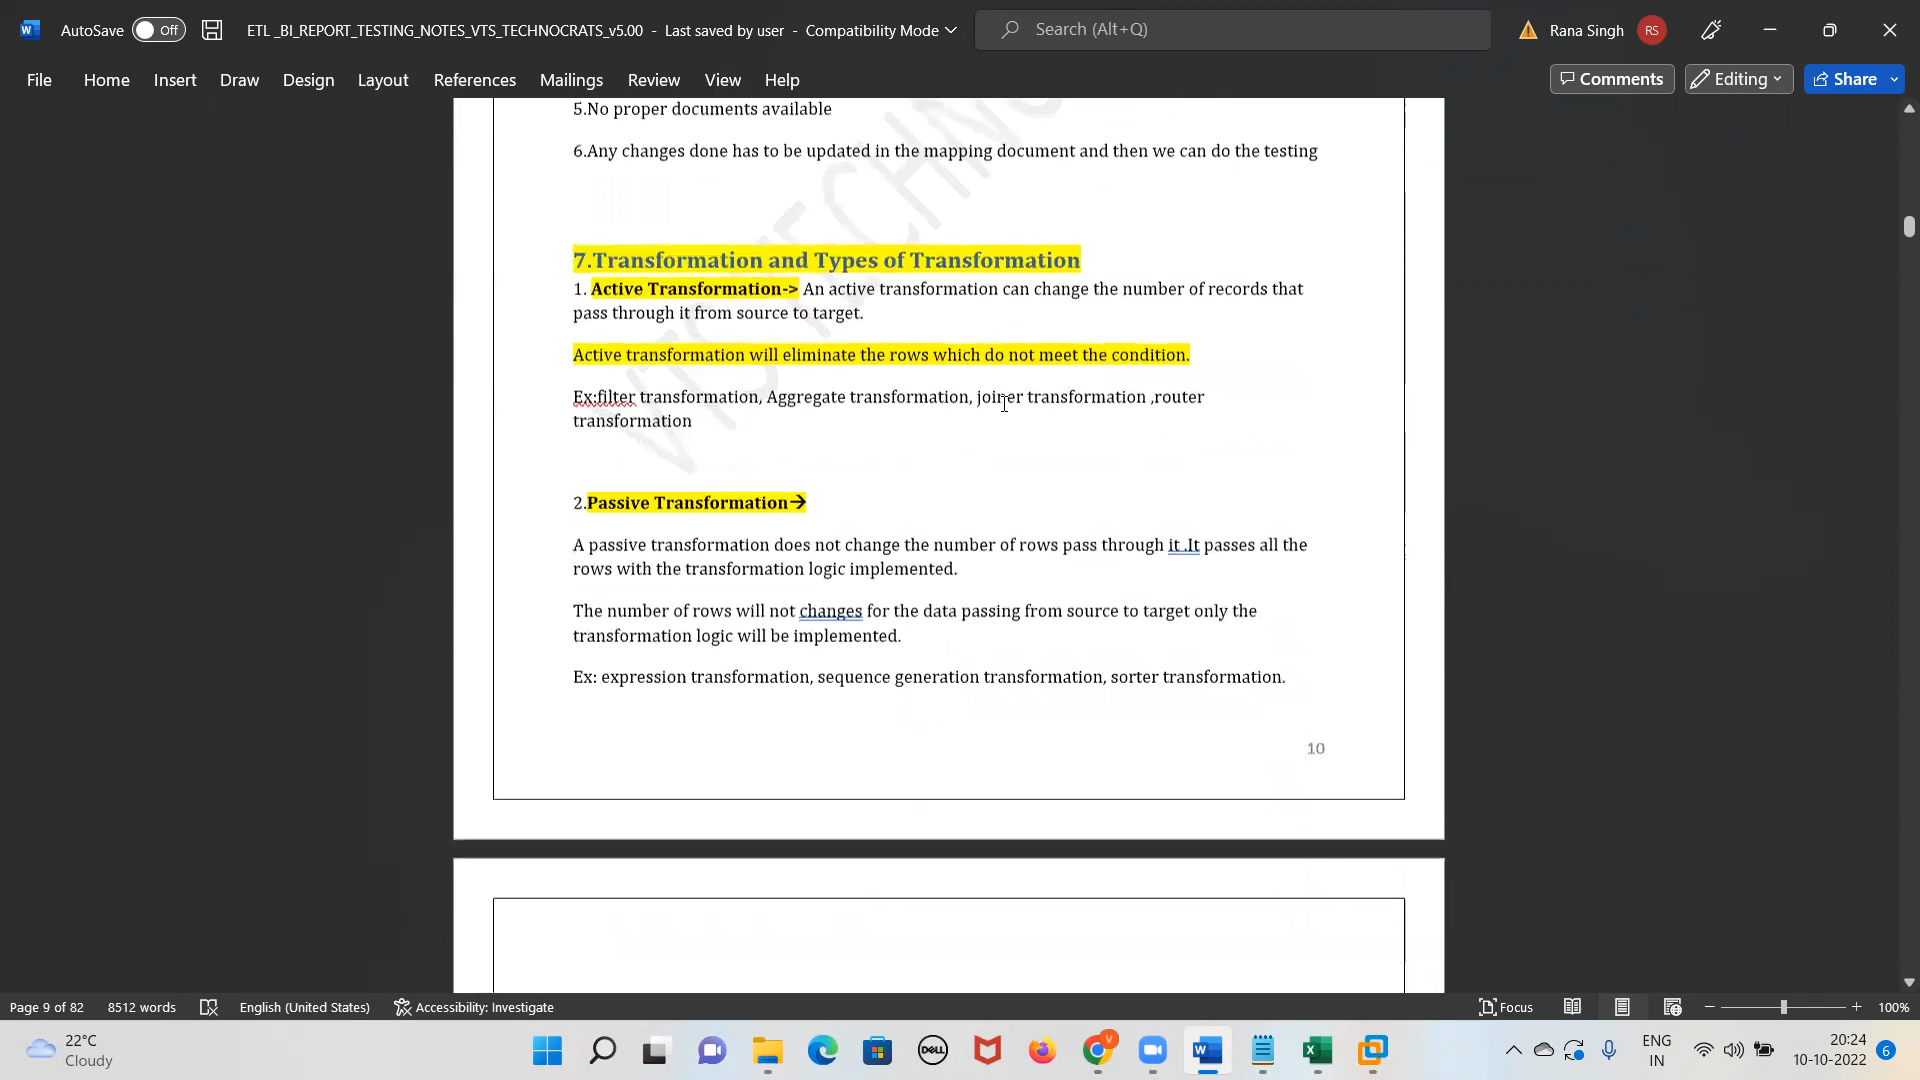 AutoSave Off ETL _BI_REPORT_TESTING_NOTES_VTS_TECHNOCRATS_v5.00 - Last saved by user - Compatibility Mode Search (Alt+Q) Rana Singh RS
File Home Insert Draw Design Layout References Mailings Review View Help Comments Editing Share
5.No proper documents available
6.Any changes done has to be updated in the mapping document and then we can do the testing
7.Transformation and Types of Transformation
1. Active Transformation-> An active transformation can change the number of records that
pass through it from source to target.
Active transformation will eliminate the rows which do not meet the condition.
Ex:filter transformation, Aggregate transformation, joiner transformation ,router
transformation
2.Passive Transformation→
A passive transformation does not change the number of rows pass through it .It passes all the
rows with the transformation logic implemented.
The number of rows will not changes for the data passing from source to target only the
transformation logic will be implemented.
Ex: expression transformation, sequence generation transformation, sorter transformation.
10
VTS TECHNO
Page 9 of 82 8512 words English (United States) Accessibility: Investigate Focus 100%
22°C
Cloudy
DELL
V
ENG
IN
20:24
10-10-2022
6